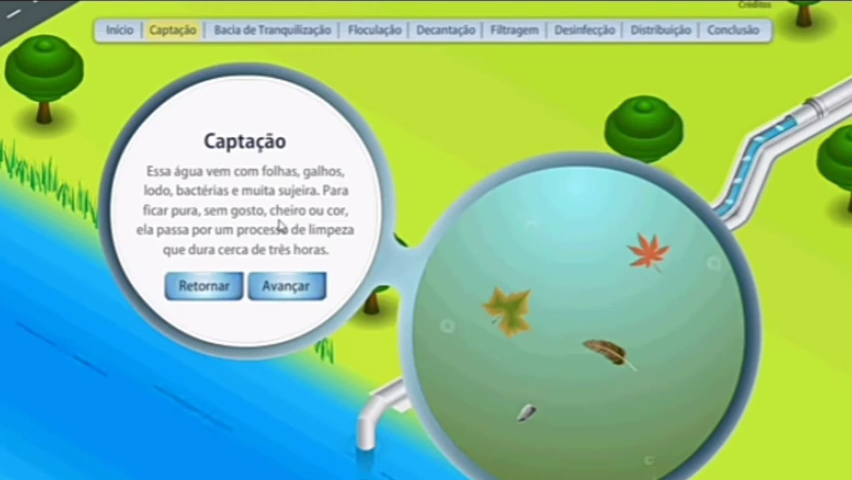 Créditos
Início | Captação | Bacia de Tranquilização | Floculação | Decantação | Filtragem | Desinfecção | Distribuição | Conclusão
Captação
Essa água vem com folhas, galhos,
lodo, bactérias e muita sujeira. Para
ficar pura, sem gosto, cheiro ou cor,
ela passa por um processo de limpeza
que dura cerca de três horas.
Retornar Avançar